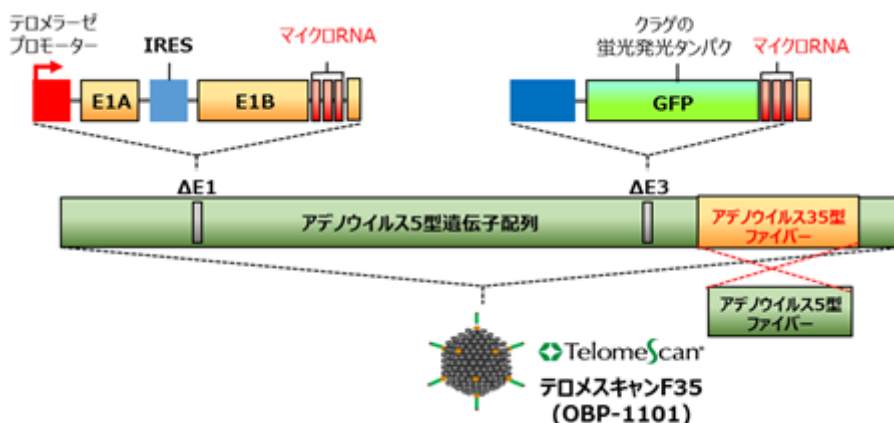 テロメラーゼ
プロモーター
IRES
マイクロRNA
E1A
E1B
クラゲの
蛍光発光タンパク
マイクロRNA
GFP
ΔE1
ΔE3
アデノウイルス5型遺伝子配列
アデノウイルス35型
ファイバー
アデノウイルス5型
ファイバー
TelomeScan
テロメスキャンF35
(OBP-1101)